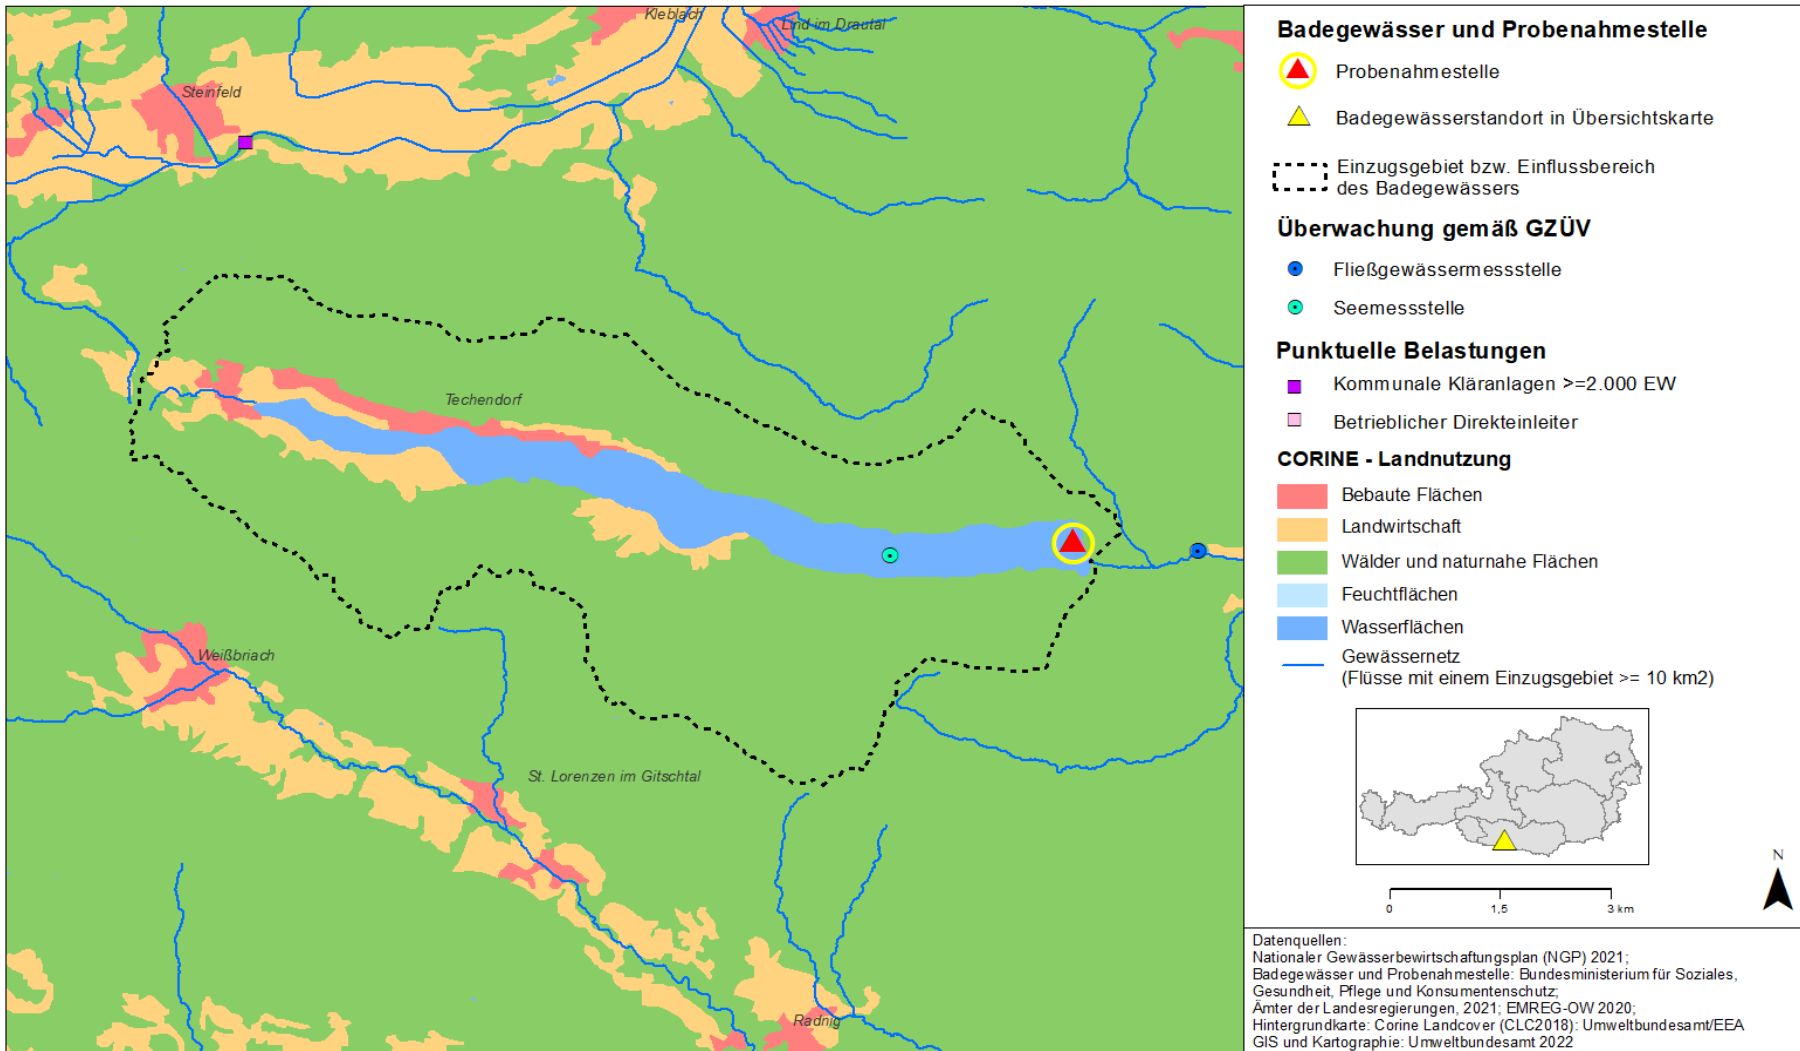 Kleblach
Lind im Drautal
Steinfeld
Techendorf
Weißbriach
St. Lorenzen im Gitschtal
Radnig
Badegewässer und Probenahmestelle
Probenahmestelle
Badegewässerstandort in Übersichtskarte
Einzugsgebiet bzw. Einflussbereich
des Badegewässers
Überwachung gemäß GZÜV
Fließgewässermessstelle
Seemessstelle
Punktuelle Belastungen
Kommunale Kläranlagen >=2.000 EW
Betrieblicher Direkteinleiter
CORINE - Landnutzung
Bebaute Flächen
Landwirtschaft
Wälder und naturnahe Flächen
Feuchtflächen
Wasserflächen
Gewässernetz
(Flüsse mit einem Einzugsgebiet >= 10 km2)
N
0 1,5 3 km
Datenquellen:
Nationaler Gewässerbewirtschaftungsplan (NGP) 2021;
Badegewässer und Probenahmestelle: Bundesministerium für Soziales,
Gesundheit, Pflege und Konsumentenschutz;
Ämter der Landesregierungen, 2021; EMREG-OW 2020;
Hintergrundkarte: Corine Landcover (CLC2018): Umweltbundesamt/EEA
GIS und Kartographie: Umweltbundesamt 2022